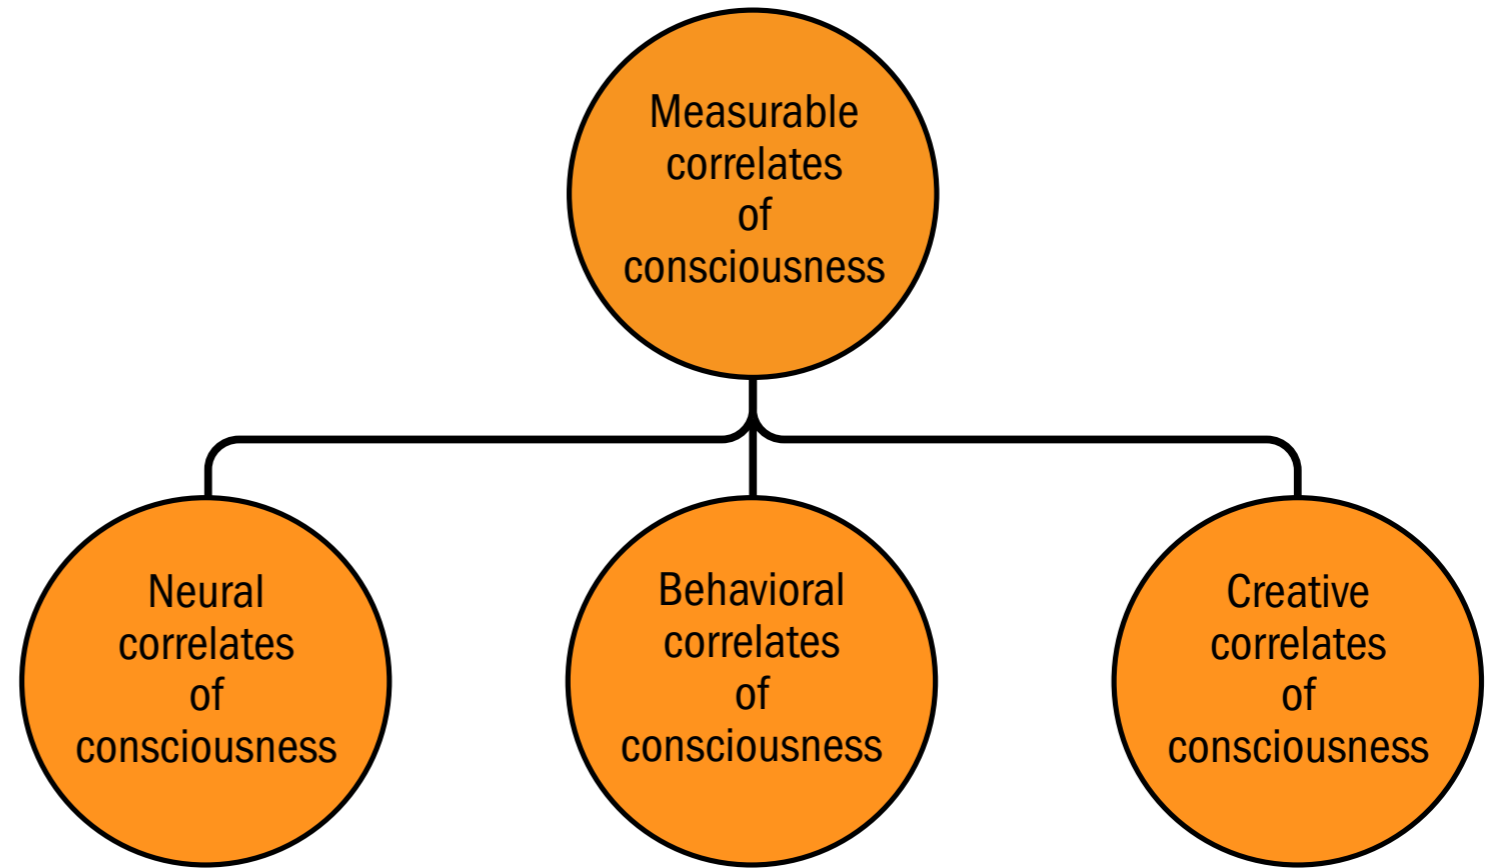 Measurable
correlates
of
consciousness
Neural
correlates
of
consciousness
Behavioral
correlates
of
consciousness
Creative
correlates
of
consciousness